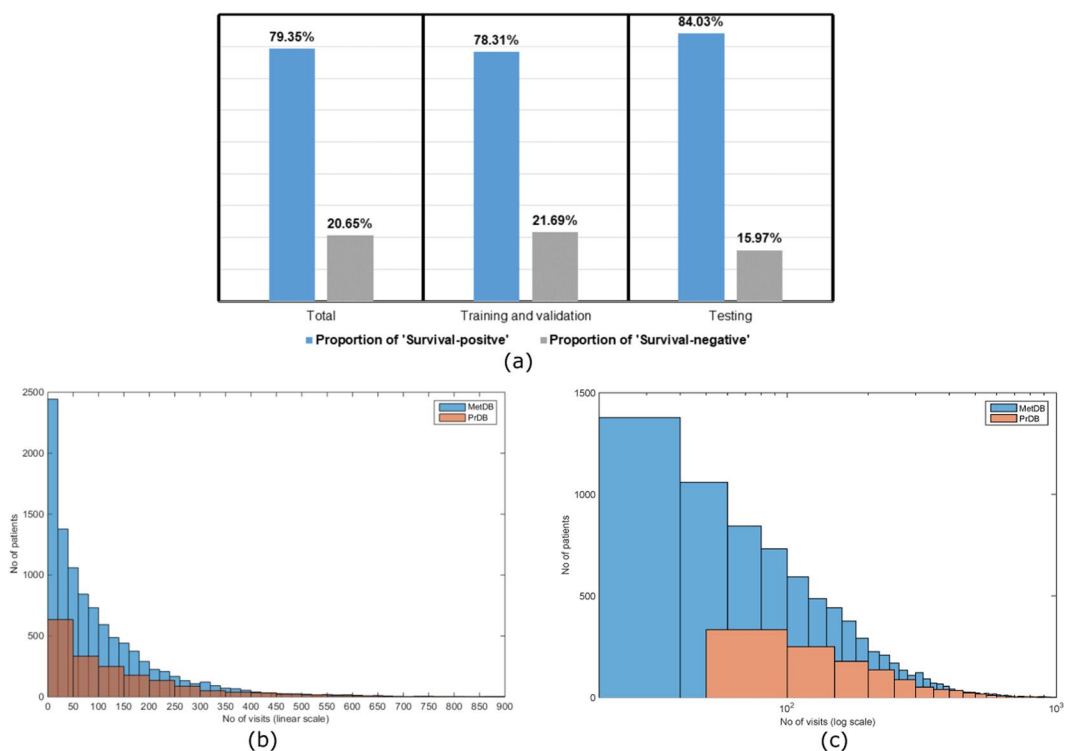 79.35%
78.31%
84.03%
20.65%
21.69%
15.97%
Total
Training and validation
Testing
Proportion of 'Survival-positve'
Proportion of 'Survival-negative'
(a)
2500
2000
1500
1000
500
0
No of patients
MetDB
PrDB
0 50 100 150 200 250 300 350 400 450 500 550 600 650 700 750 800 850 900
No of visits (linear scale)
(b)
1500
1000
500
0
No of patients
MetDB
PrDB
10² 10³
No of visits (log scale)
(c)